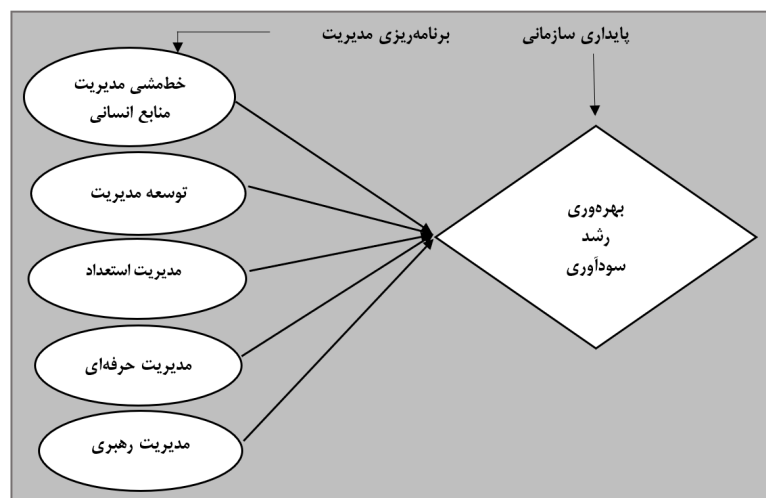 پایداری سازمانی
برنامه‌ریزی مدیریت
خط‌مشی مدیریت
منابع انسانی
توسعه مدیریت
مدیریت استعداد
مدیریت حرفه‌ای
مدیریت رهبری
بهره‌وری
رشد
سودآوری